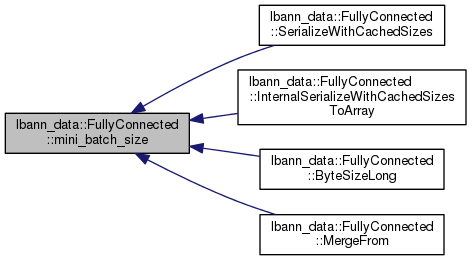 lbann_data::FullyConnected
::SerializeWithCachedSizes
lbann_data::FullyConnected
::InternalSerializeWithCachedSizes
ToArray
lbann_data::FullyConnected
::mini_batch_size
lbann_data::FullyConnected
::ByteSizeLong
lbann_data::FullyConnected
::MergeFrom